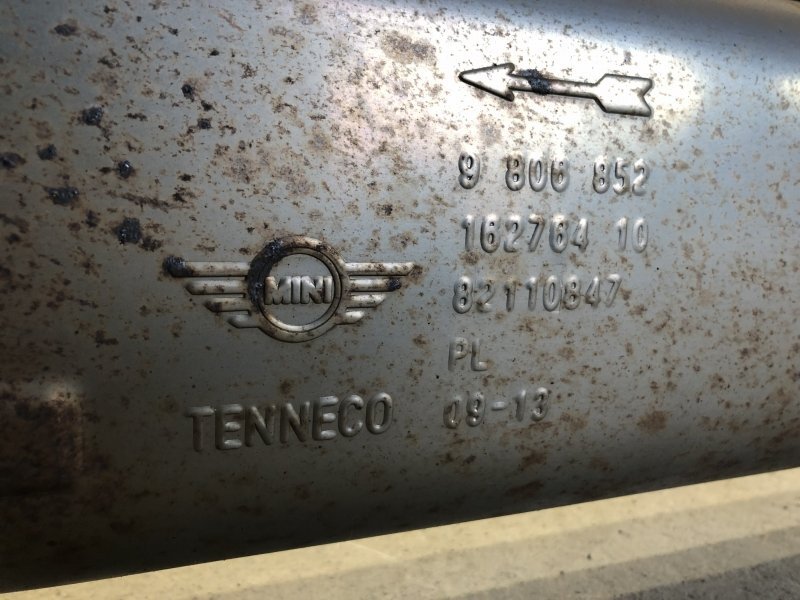 9 806 852
162764 10
MINI
82110847
PL
TENNECO 09-13